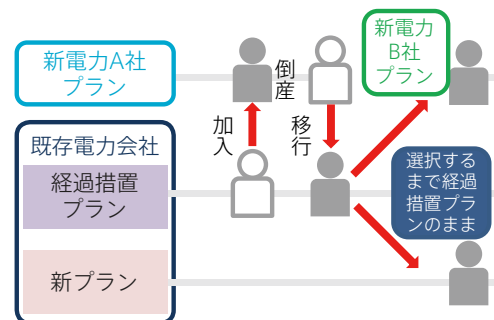 新電力A社
プラン
倒産
新電力
B社
プラン
加入
移行
既存電力会社
経過措置
プラン
選択する
まで経過
措置プラ
ンのまま
新プラン